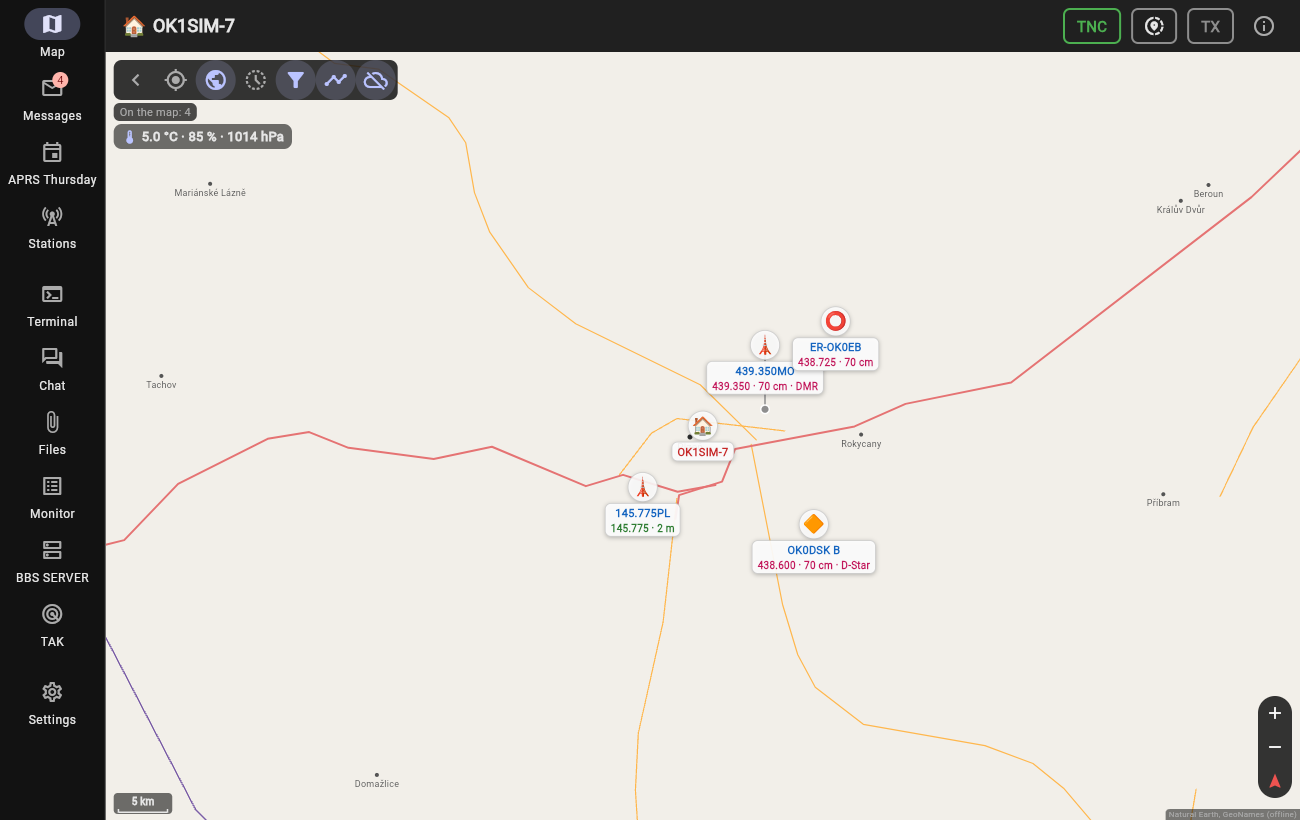 OK1SIM-7
TNC
TX
Map
4
Messages
APRS Thursday
Stations
Terminal
Chat
Files
Monitor
BBS SERVER
TAK
Settings
On the map: 4
5.0 °C · 85 % · 1014 hPa
Mariánské Lázně
Beroun
Králův Dvůr
ER-OK0EB
438.725 · 70 cm
439.350MO
439.350 · 70 cm · DMR
Tachov
OK1SIM-7
Rokycany
145.775PL
145.775 · 2 m
Příbram
OK0DSK B
438.600 · 70 cm · D-Star
Domažlice
5 km
+
−
Natural Earth, GeoNames (offline)